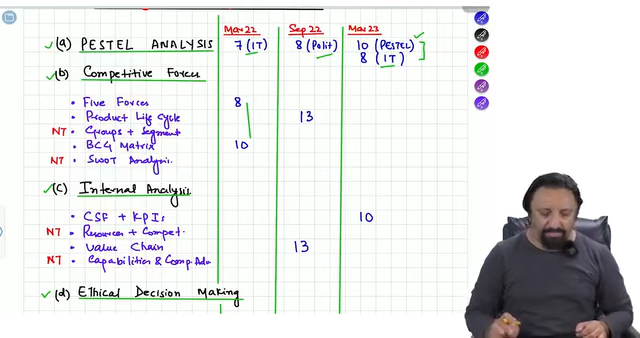 Mar 22 Sep 22 Mar 23
(a) PESTEL ANALYSIS 7 (IT) 8 (Polit) 10 (PESTEL)
8 (IT)
(b) Competitive Forces
• Five Forces 8
• Product Life Cycle 13
NT • Groups + Segment
• BCG Matrix 10
NT • SWOT Analysis.
(c) Internal Analysis
• CSF + KPIs 10
NT • Resources + Compet.
• Value Chain 13
NT • Capabilities & Comp. Adv
(d) Ethical Decision Making